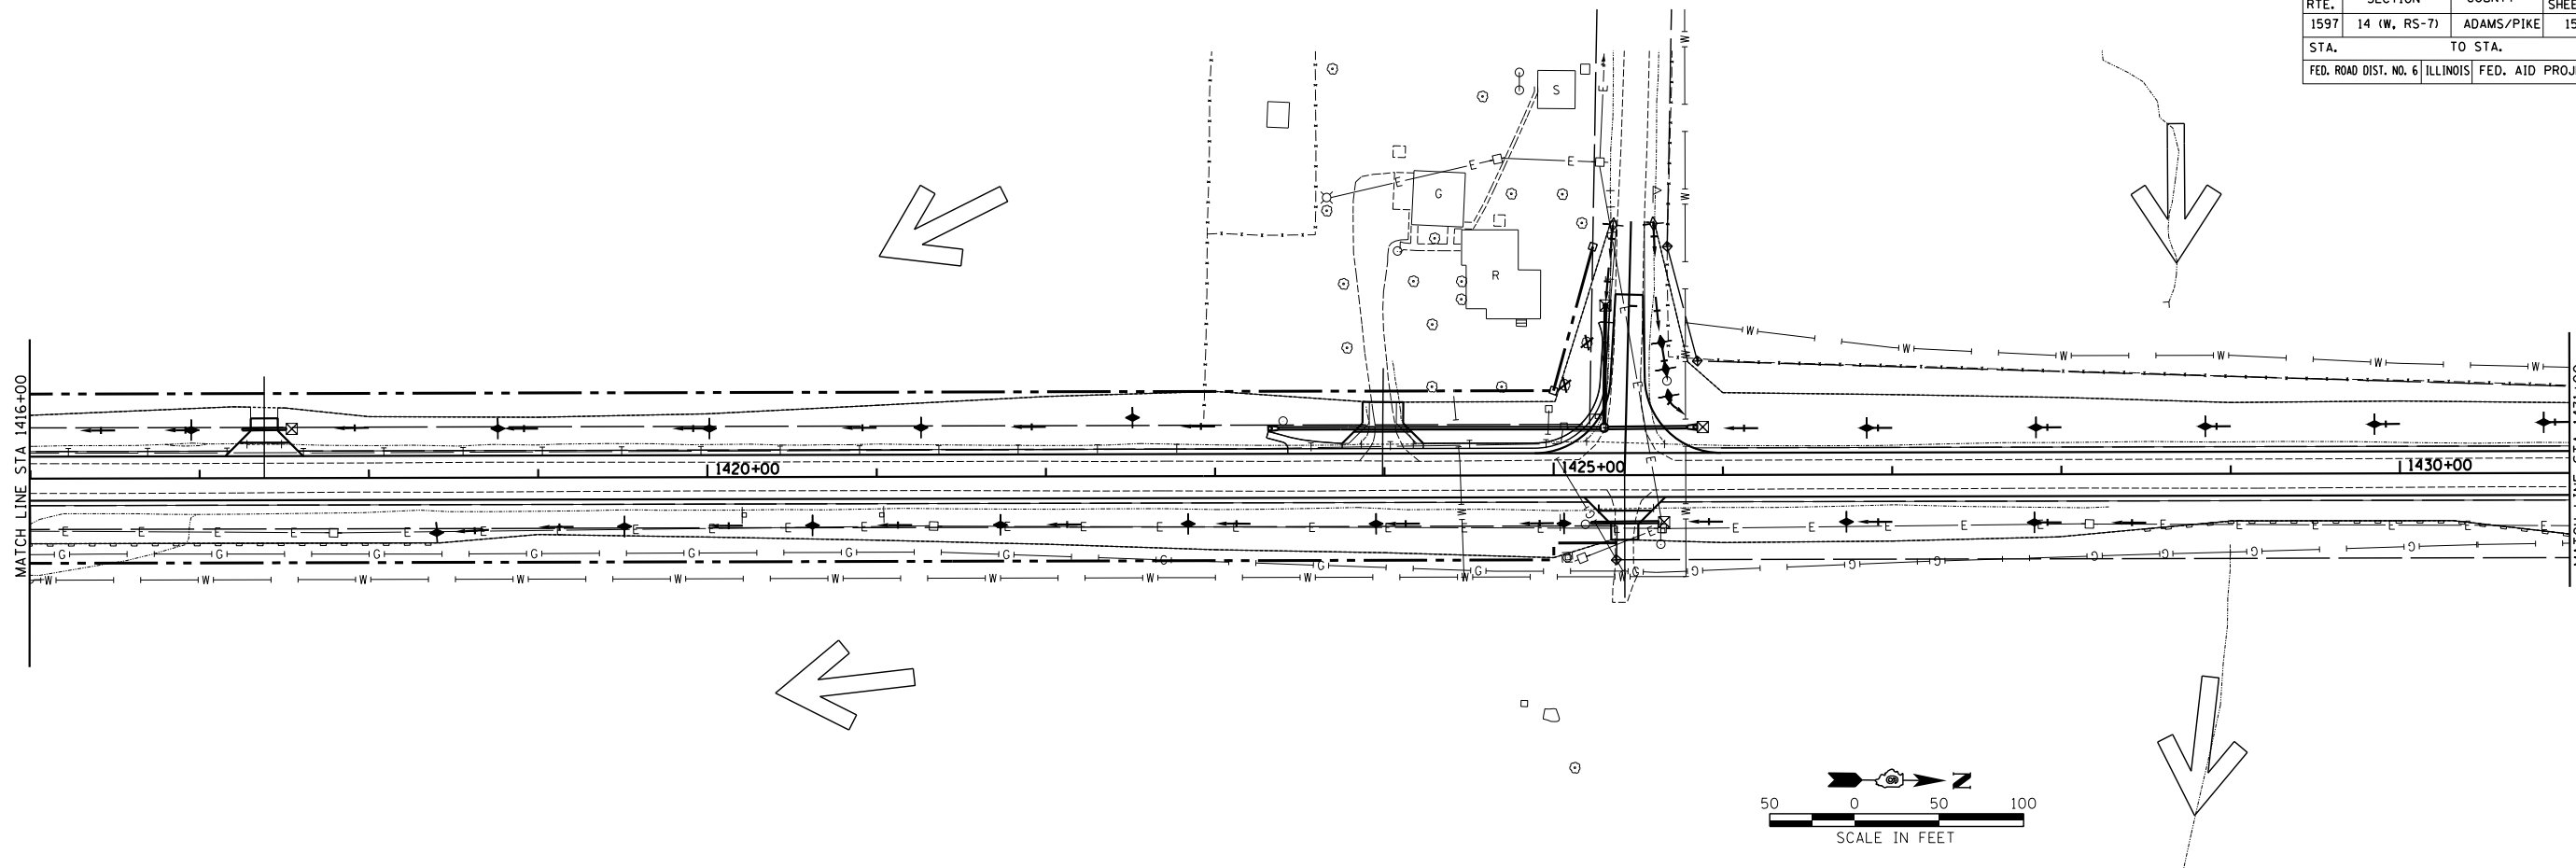 RTE. SECTION COUNTY SHEE
1597 14 (W, RS-7) ADAMS/PIKE 15
STA. TO STA.
FED. ROAD DIST. NO. 6 ILLINOIS FED. AID PROJ
S
G
R
MATCH LINE STA 1416+00
1420+00
1425+00
1430+00
N
50 0 50 100
SCALE IN FEET